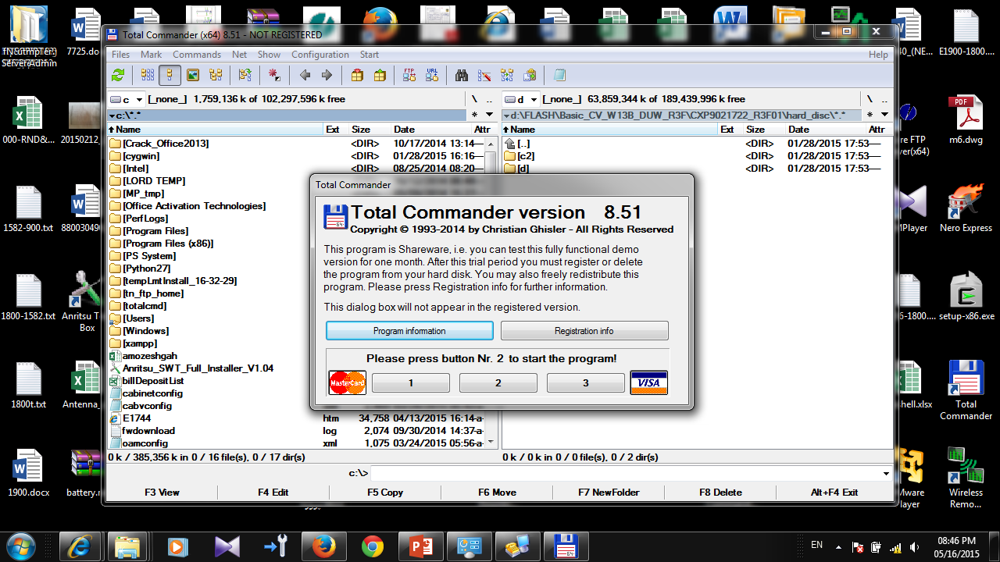 7725.do
Total Commander (x64) 8.51 - NOT REGISTERED
E1900-1800....
ServerAdmin
Files Mark Commands Net Show Configuration Start Help
FTP URL
c [_none_] 1,759,136 k of 102,297,596 k free \ ..
d [_none_] 63,859,344 k of 189,439,996 k free \ ..
c:\*.* * 
d:\FLASH\Basic_CV_W13B_DUW_R3F\CXP9021722_R3F01\hard_disc\*.* *
Name Ext Size Date Attr
Name Ext Size Date Attr
[Crack_Office2013] <DIR> 10/17/2014 13:14 —
[cygwin] <DIR> 01/28/2015 16:16 —
[Intel] <DIR> 08/25/2014 08:20 —
[LORD TEMP]
[MP_tmp]
[Office Activation Technologies]
[PerfLogs]
[Program Files]
[Program Files (x86)]
[PS System]
[Python27]
[tempLmtInstall_16-32-29]
[tn_ftp_home]
[totalcmd]
[Users]
[Windows]
[xampp]
amozeshgah
Anritsu_SWT_Full_Installer_V1.04
billDepositList
cabinetconfig
cabvconfig
E1744 htm 34,758 04/13/2015 16:14 -a-
fwdownload log 2,074 09/30/2014 14:37 -a-
oamconfig xml 1,075 03/24/2015 05:56 -a-
[..] <DIR> 01/28/2015 17:53 —
[c2] <DIR> 01/28/2015 17:53 —
[d] <DIR> 01/28/2015 17:53 —
Total Commander
Total Commander version 8.51
Copyright © 1993-2014 by Christian Ghisler - All Rights Reserved
This program is Shareware, i.e. you can test this fully functional demo
version for one month. After this trial period you must register or delete
the program from your hard disk. You may also freely redistribute this
program. Please press Registration info for further information.
This dialog box will not appear in the registered version.
Program information
Registration info
Please press button Nr. 2 to start the program!
MasterCard 1 2 3 VISA
0 k / 385,356 k in 0 / 16 file(s), 0 / 17 dir(s)
0 k / 0 k in 0 / 0 file(s), 0 / 2 dir(s)
c:\>
F3 View F4 Edit F5 Copy F6 Move F7 NewFolder F8 Delete Alt+F4 Exit
000-RND&...
20150212_
PDF
m6.dwg
1582-900.txt
88003049
MPlayer
Nero Express
1800-1582.txt
Anritsu T
Box
setup-x86.exe
1800t.txt
Antenna_
shell.xlsx
Total
Commander
1900.docx
battery.r
Player
Wireless
Remo...
EN
08:46 PM
05/16/2015